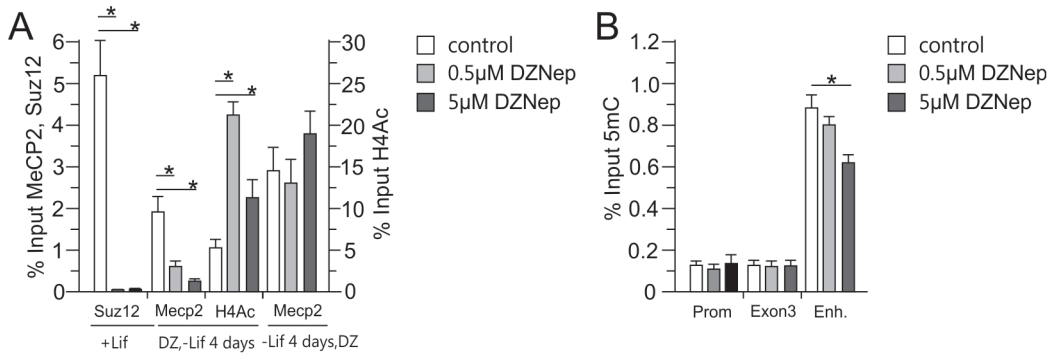 A
% Input MeCP2, Suz12
6
5
4
3
2
1
0
*
*
*
*
*
*
30
25
20
15
10
5
0
% Input H4Ac
control
0.5µM DZNep
5µM DZNep
Suz12 Mecp2 H4Ac Mecp2
+Lif DZ,-Lif 4 days -Lif 4 days,DZ
B
% Input 5mC
1.2
1.0
0.8
0.6
0.4
0.2
0
*
control
0.5µM DZNep
5µM DZNep
Prom Exon3 Enh.